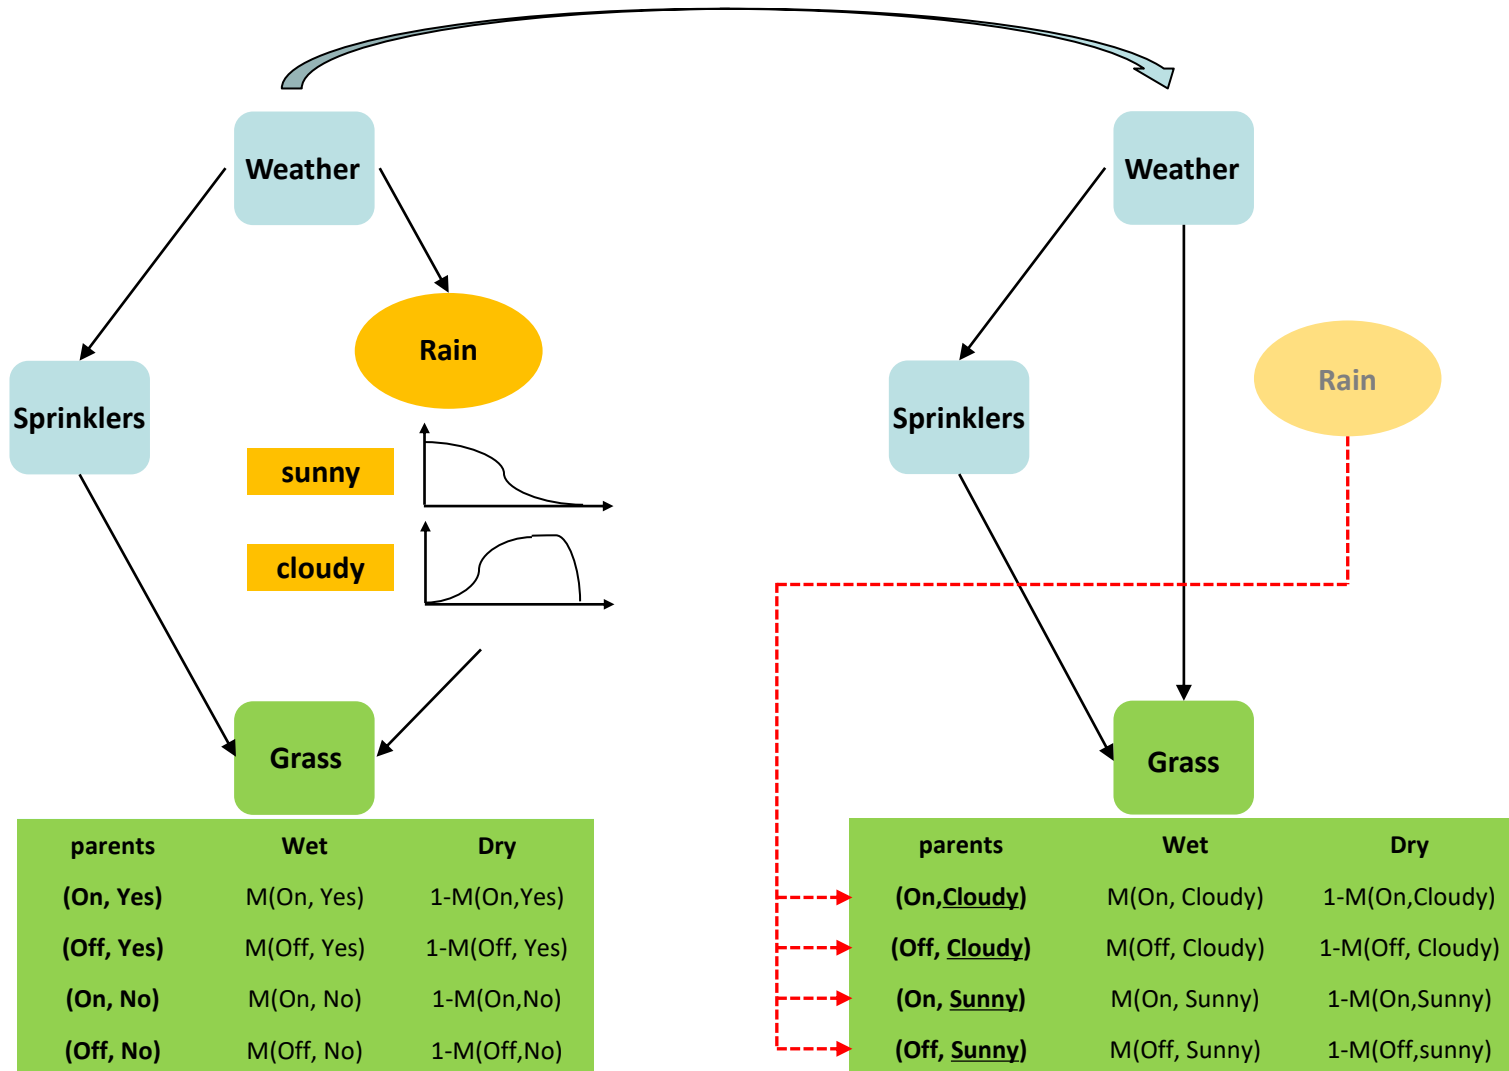 Weather
Rain
Sprinklers
sunny
cloudy
Grass
parents Wet Dry
(On, Yes) M(On, Yes) 1-M(On,Yes)
(Off, Yes) M(Off, Yes) 1-M(Off, Yes)
(On, No) M(On, No) 1-M(On,No)
(Off, No) M(Off, No) 1-M(Off,No)
Weather
Rain
Sprinklers
Grass
parents Wet Dry
(On,Cloudy) M(On, Cloudy) 1-M(On,Cloudy)
(Off, Cloudy) M(Off, Cloudy) 1-M(Off, Cloudy)
(On, Sunny) M(On, Sunny) 1-M(On,Sunny)
(Off, Sunny) M(Off, Sunny) 1-M(Off,sunny)